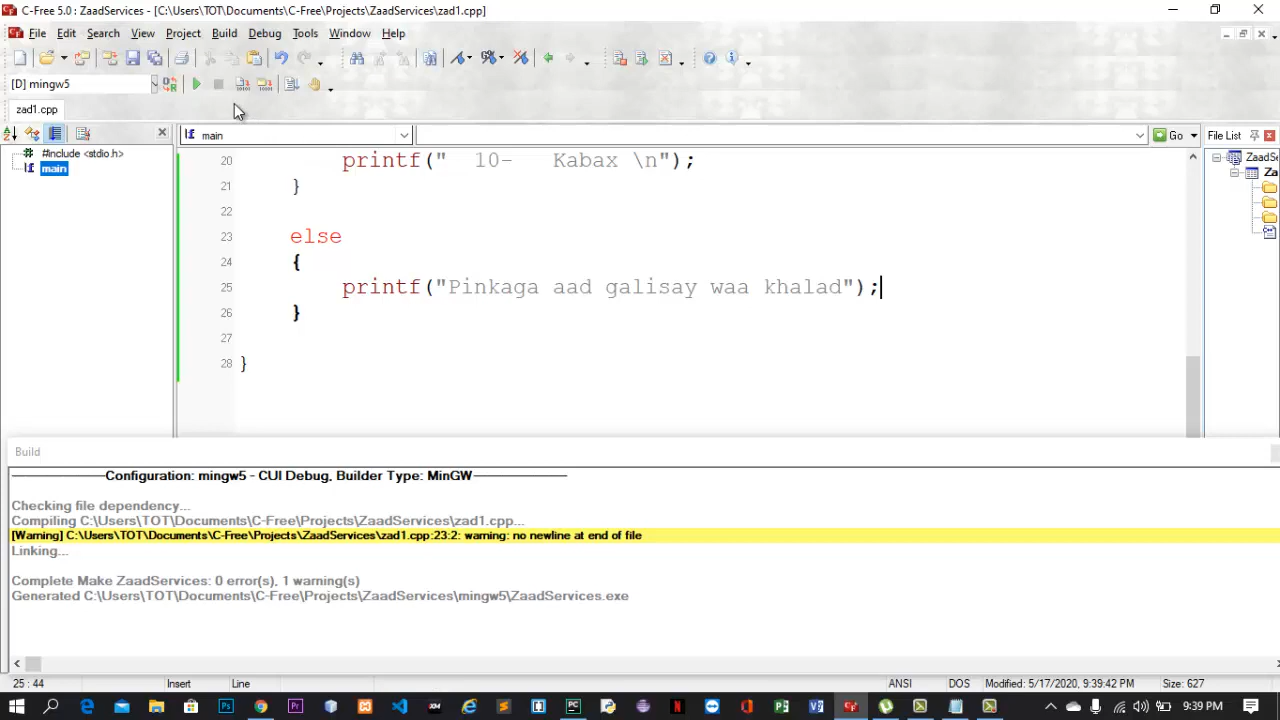 C-Free 5.0 : ZaadServices - [C:\Users\TOT\Documents\C-Free\Projects\ZaadServices\zad1.cpp]
File Edit Search View Project Build Debug Tools Window Help
[D] mingw5
zad1.cpp
main
Go
File List
#include <stdio.h>
main
ZaadSe
Za
20 printf("  10-   Kabax \n");
21 }
22
23 else
24 {
25 printf("Pinkaga aad galisay waa khalad");
26 }
27
28 }
Build
Configuration: mingw5 - CUI Debug, Builder Type: MinGW
Checking file dependency...
Compiling C:\Users\TOT\Documents\C-Free\Projects\ZaadServices\zad1.cpp...
[Warning] C:\Users\TOT\Documents\C-Free\Projects\ZaadServices\zad1.cpp:23:2: warning: no newline at end of file
Linking...
Complete Make ZaadServices: 0 error(s), 1 warning(s)
Generated C:\Users\TOT\Documents\C-Free\Projects\ZaadServices\mingw5\ZaadServices.exe
25 : 44 Insert Line ANSI DOS Modified: 5/17/2020, 9:39:42 PM Size: 627
9:39 PM